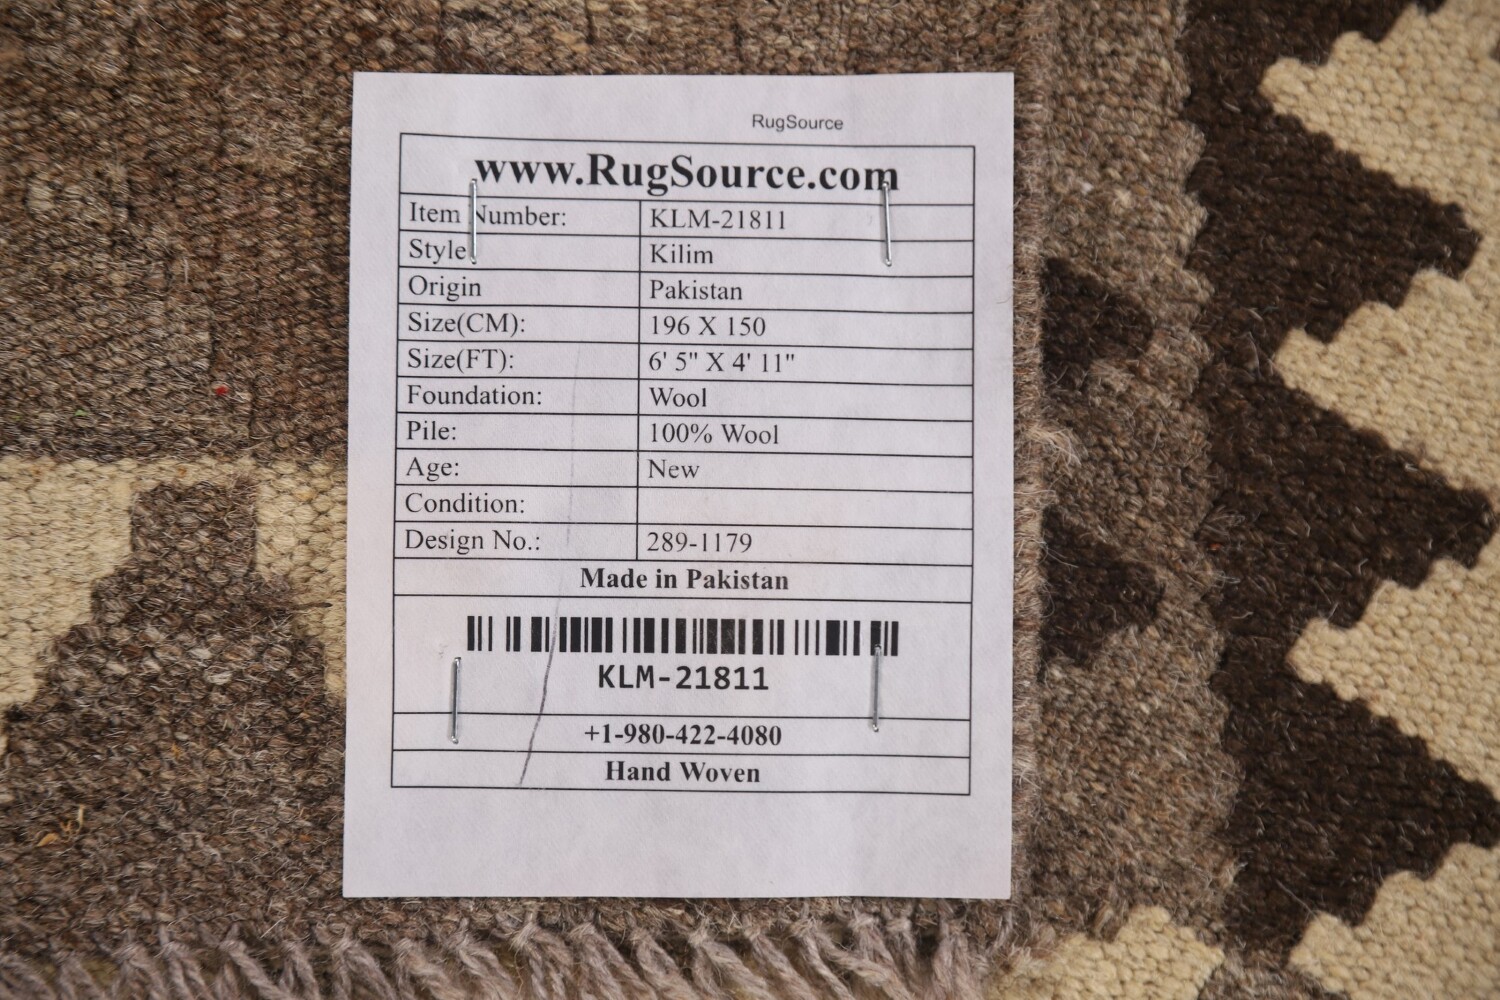 RugSource
www.RugSource.com
Item Number: KLM-21811
Style: Kilim
Origin Pakistan
Size(CM): 196 X 150
Size(FT): 6' 5" X 4' 11"
Foundation: Wool
Pile: 100% Wool
Age: New
Condition:
Design No.: 289-1179
Made in Pakistan
KLM-21811
+1-980-422-4080
Hand Woven